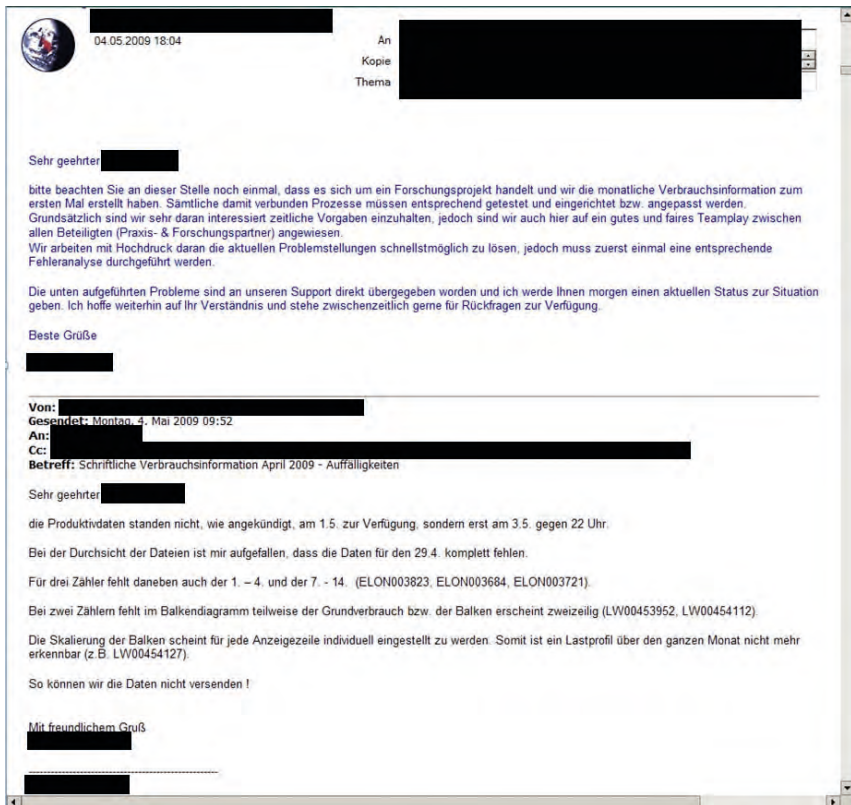 04.05.2009 18:04
An
Kopie
Thema
Sehr geehrter
bitte beachten Sie an dieser Stelle noch einmal, dass es sich um ein Forschungsprojekt handelt und wir die monatliche Verbrauchsinformation zum
ersten Mal erstellt haben. Sämtliche damit verbunden Prozesse müssen entsprechend getestet und eingerichtet bzw. angepasst werden.
Grundsätzlich sind wir sehr daran interessiert zeitliche Vorgaben einzuhalten, jedoch sind wir auch hier auf ein gutes und faires Teamplay zwischen
allen Beteiligten (Praxis- & Forschungspartner) angewiesen.
Wir arbeiten mit Hochdruck daran die aktuellen Problemstellungen schnellstmöglich zu lösen, jedoch muss zuerst einmal eine entsprechende
Fehleranalyse durchgeführt werden.
Die unten aufgeführten Probleme sind an unseren Support direkt übergegeben worden und ich werde Ihnen morgen einen aktuellen Status zur Situation
geben. Ich hoffe weiterhin auf Ihr Verständnis und stehe zwischenzeitlich gerne für Rückfragen zur Verfügung.
Beste Grüße
Von:
Gesendet: Montag, 4. Mai 2009 09:52
An:
Cc:
Betreff: Schriftliche Verbrauchsinformation April 2009 - Auffälligkeiten
Sehr geehrter
die Produktivdaten standen nicht, wie angekündigt, am 1.5. zur Verfügung, sondern erst am 3.5. gegen 22 Uhr.
Bei der Durchsicht der Dateien ist mir aufgefallen, dass die Daten für den 29.4. komplett fehlen.
Für drei Zähler fehlt daneben auch der 1. – 4. und der 7. - 14. (ELON003823, ELON003684, ELON003721).
Bei zwei Zählern fehlt im Balkendiagramm teilweise der Grundverbrauch bzw. der Balken erscheint zweizeilig (LW00453952, LW00454112).
Die Skalierung der Balken scheint für jede Anzeigezeile individuell eingestellt zu werden. Somit ist ein Lastprofil über den ganzen Monat nicht mehr
erkennbar (z.B. LW00454127).
So können wir die Daten nicht versenden !
Mit freundlichem Gruß